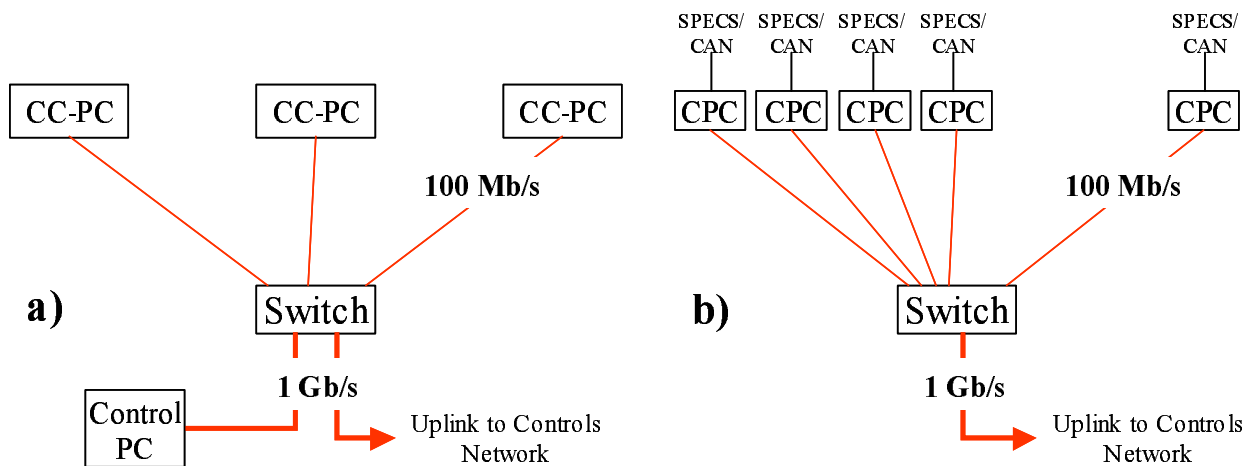 CC-PC
CC-PC
CC-PC
100 Mb/s
Switch
a)
1 Gb/s
Control
PC
Uplink to Controls
Network
SPECS/
CAN
SPECS/
CAN
SPECS/
CAN
SPECS/
CAN
SPECS/
CAN
CPC
CPC
CPC
CPC
CPC
100 Mb/s
Switch
b)
1 Gb/s
Uplink to Controls
Network